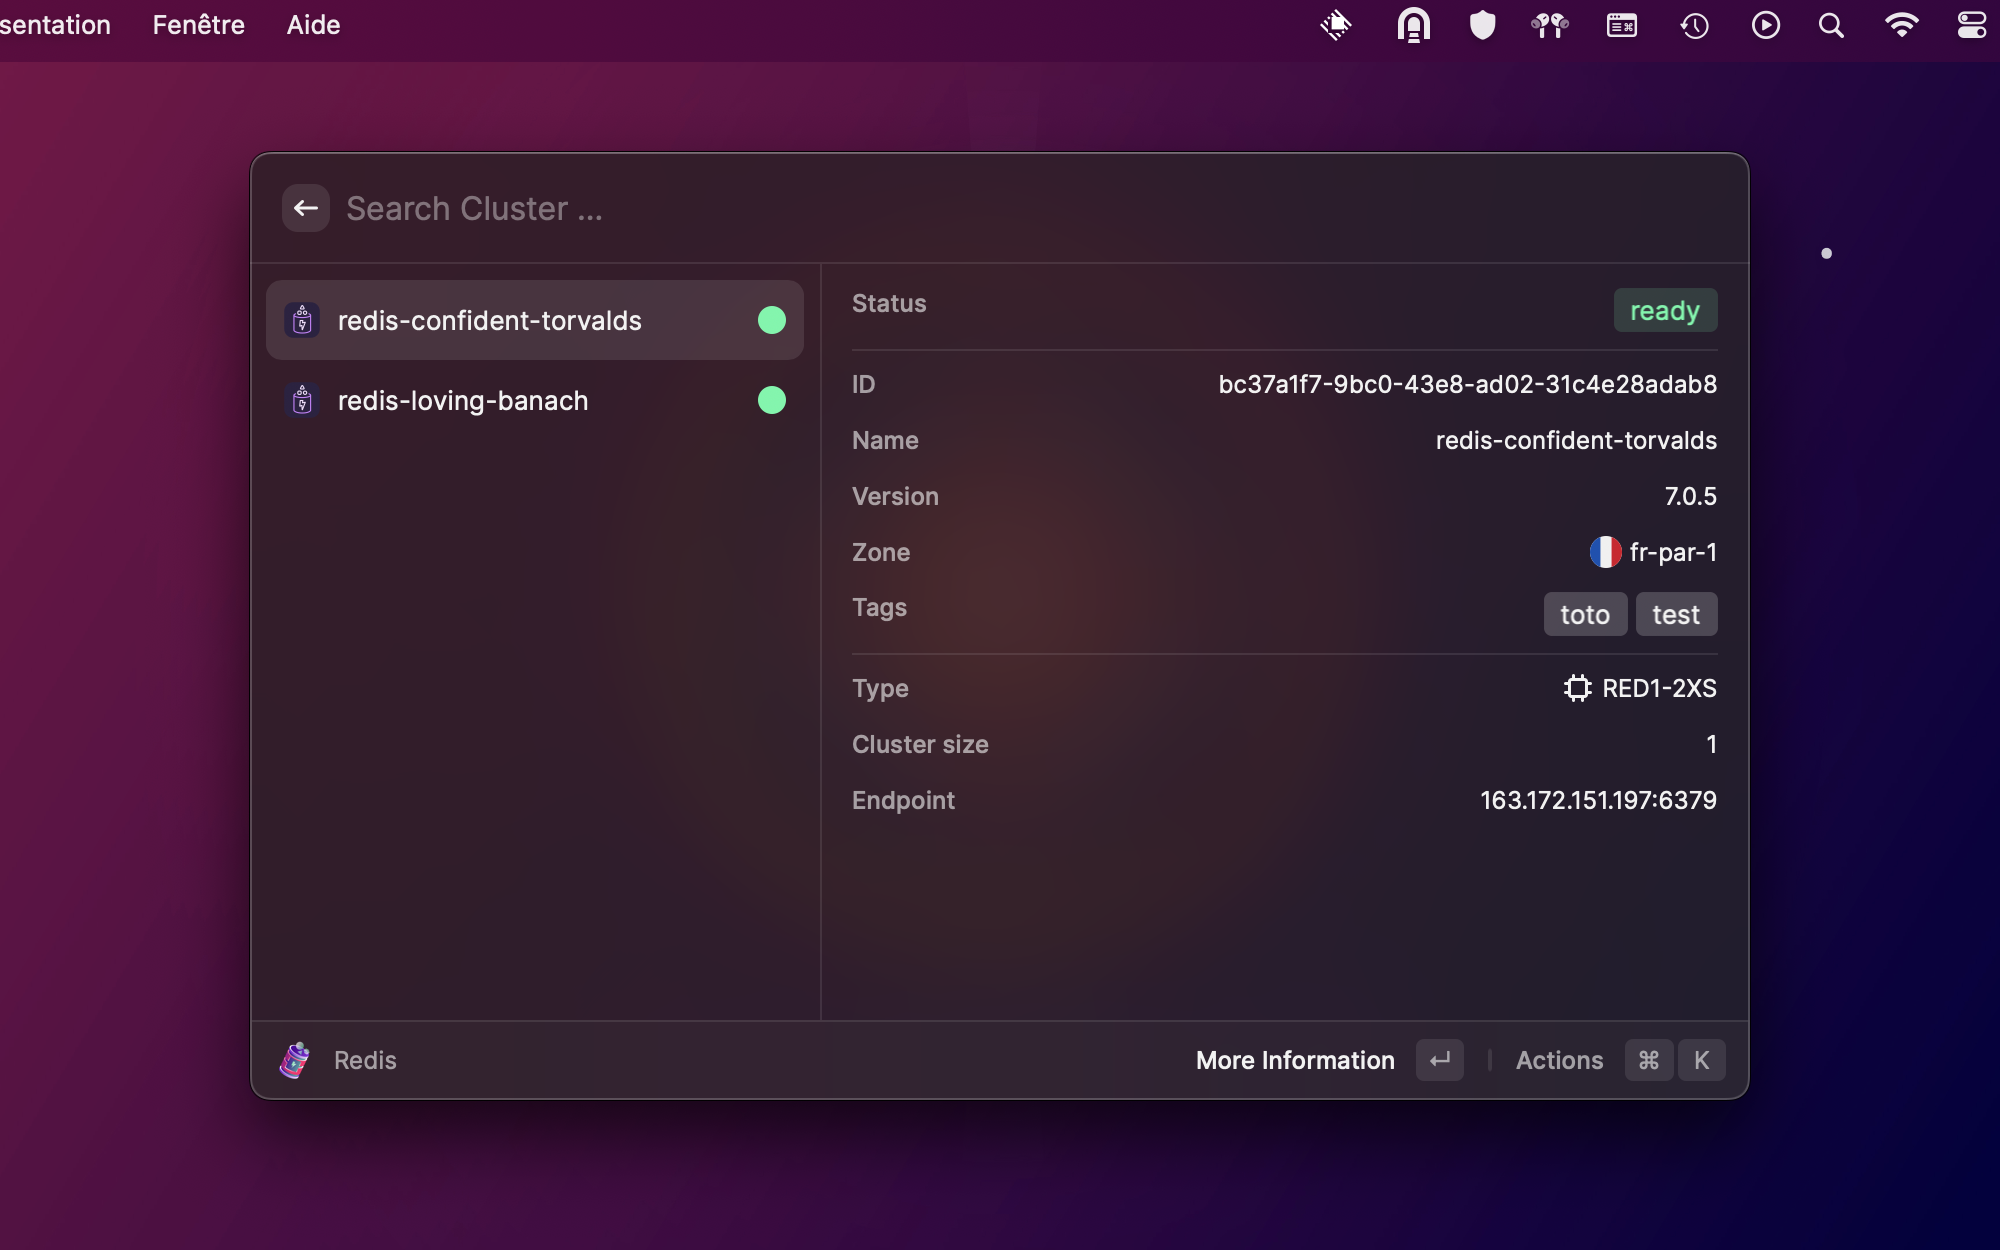 sentation Fenêtre Aide
Search Cluster ...
redis-confident-torvalds
redis-loving-banach
Status ready
ID bc37a1f7-9bc0-43e8-ad02-31c4e28adab8
Name redis-confident-torvalds
Version 7.0.5
Zone fr-par-1
Tags toto test
Type RED1-2XS
Cluster size 1
Endpoint 163.172.151.197:6379
Redis More Information ↵ Actions ⌘ K